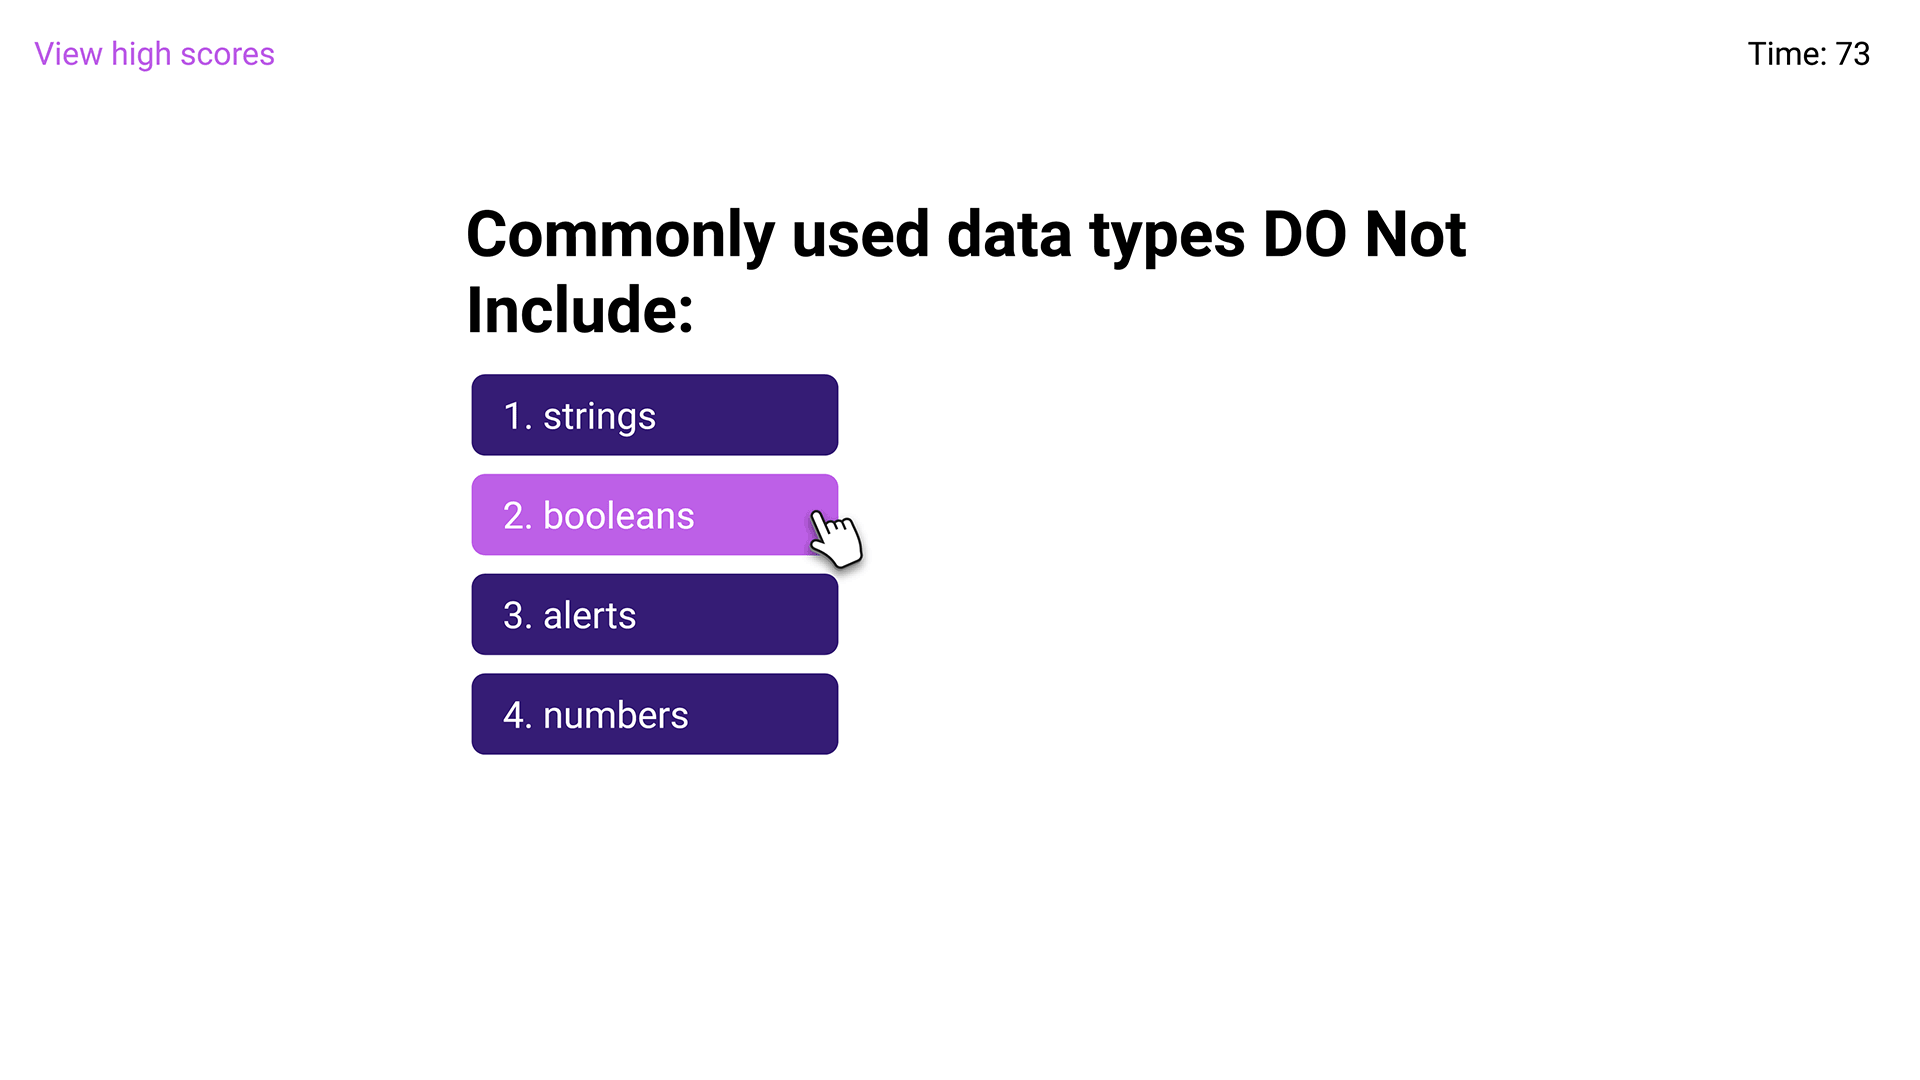 View high scores
Time: 73
Commonly used data types DO Not
Include:
1. strings
2. booleans
3. alerts
4. numbers